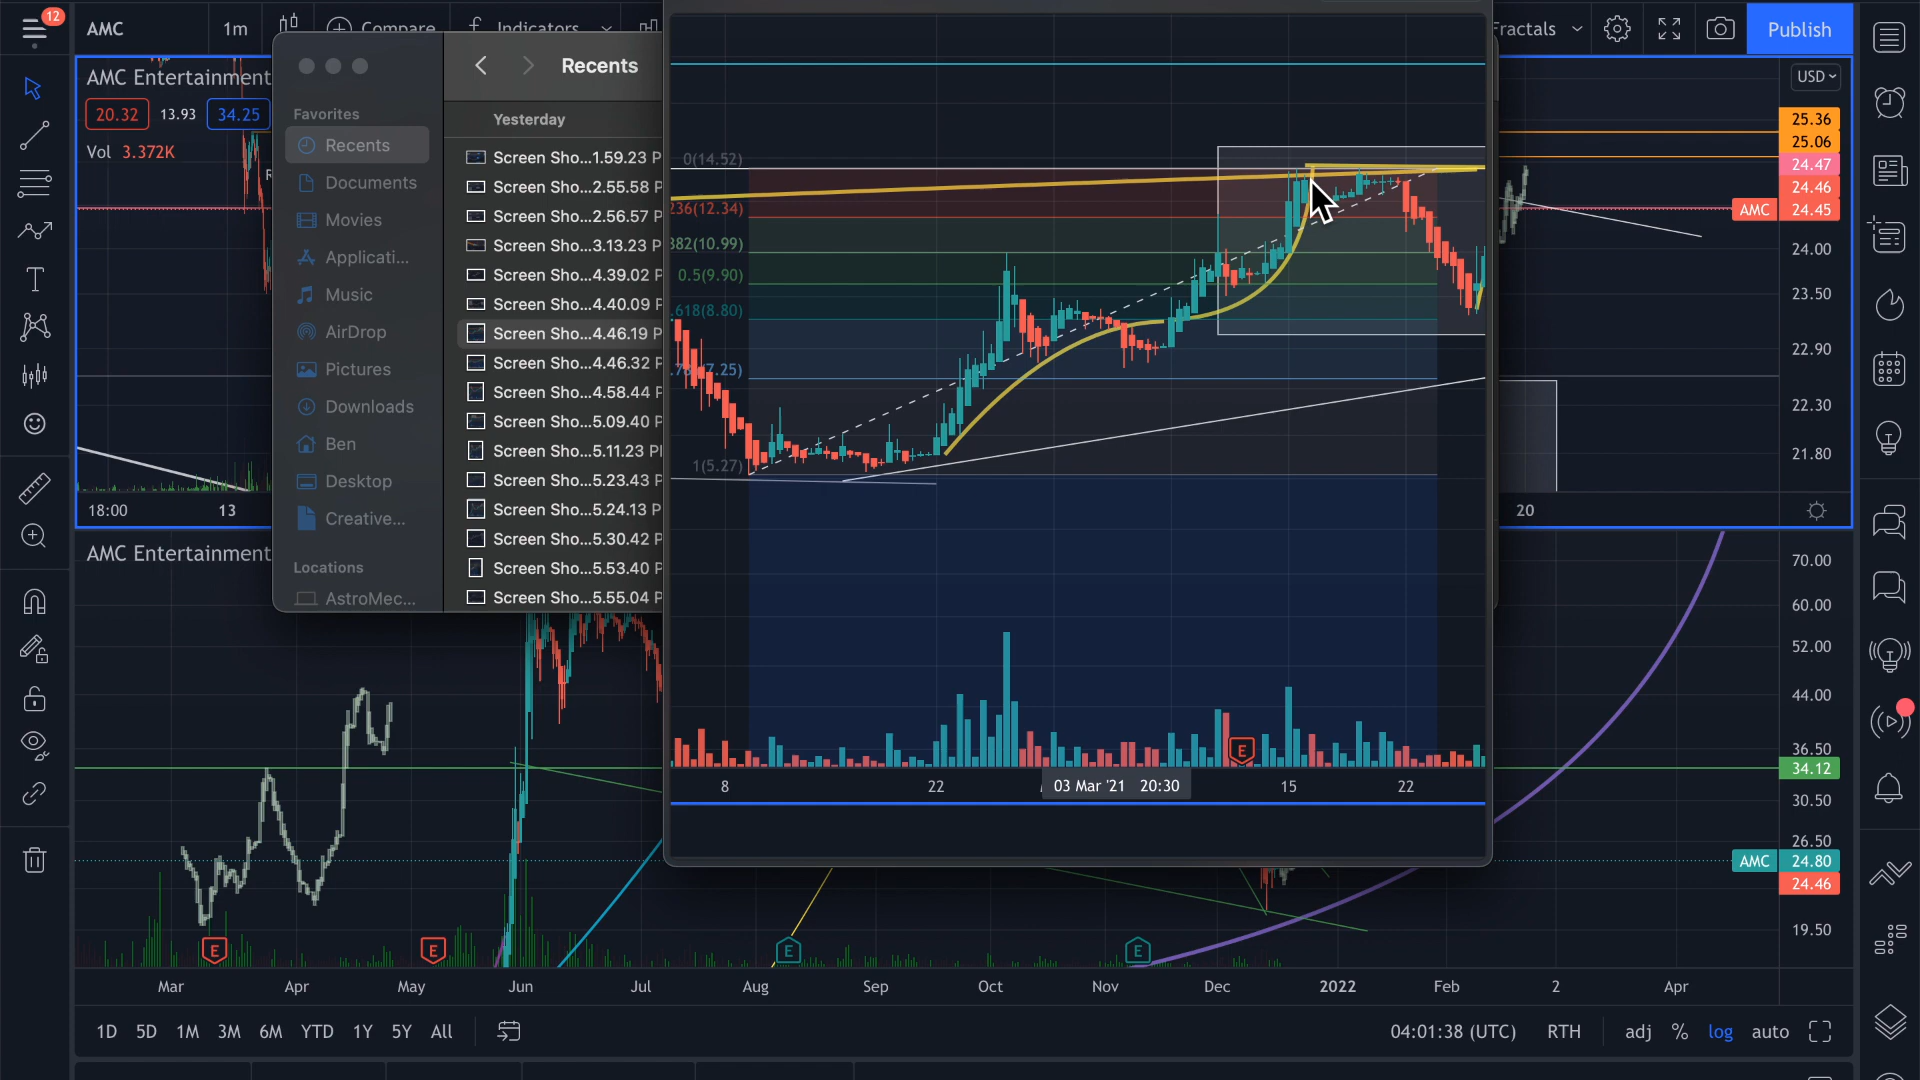 12
AMC
1m
Compare
Indicators
Fractals
Publish
AMC Entertainment
20.32
13.93
34.25
Vol 3.372K
18:00
13
Recents
Favorites
Recents
Documents
Movies
Applicati...
Music
AirDrop
Pictures
Downloads
Ben
Desktop
Creative...
Locations
AstroMec...
Yesterday
Screen Sho...1.59.23 P
Screen Sho...2.55.58 P
Screen Sho...2.56.57 P
Screen Sho...3.13.23 P
Screen Sho...4.39.02 P
Screen Sho...4.40.09 P
Screen Sho...4.46.19 P
Screen Sho...4.46.32 P
Screen Sho...4.58.44 P
Screen Sho...5.09.40 P
Screen Sho...5.11.23 P
Screen Sho...5.23.43 P
Screen Sho...5.24.13 P
Screen Sho...5.30.42 P
Screen Sho...5.53.40 P
Screen Sho...5.55.04 P
0(14.52)
236(12.34)
382(10.99)
0.5(9.90)
.618(8.80)
1(5.27)
E
8
22
03 Mar '21 20:30
15
22
USD
25.36
25.06
24.47
24.46
AMC 24.45
24.00
23.50
22.90
22.30
21.80
20
AMC Entertainment
70.00
60.00
52.00
44.00
36.50
34.12
30.50
26.50
AMC 24.80
24.46
19.50
E E E E
Mar Apr May Jun Jul Aug Sep Oct Nov Dec 2022 Feb 2 Apr
1D 5D 1M 3M 6M YTD 1Y 5Y All
04:01:38 (UTC) RTH adj % log auto